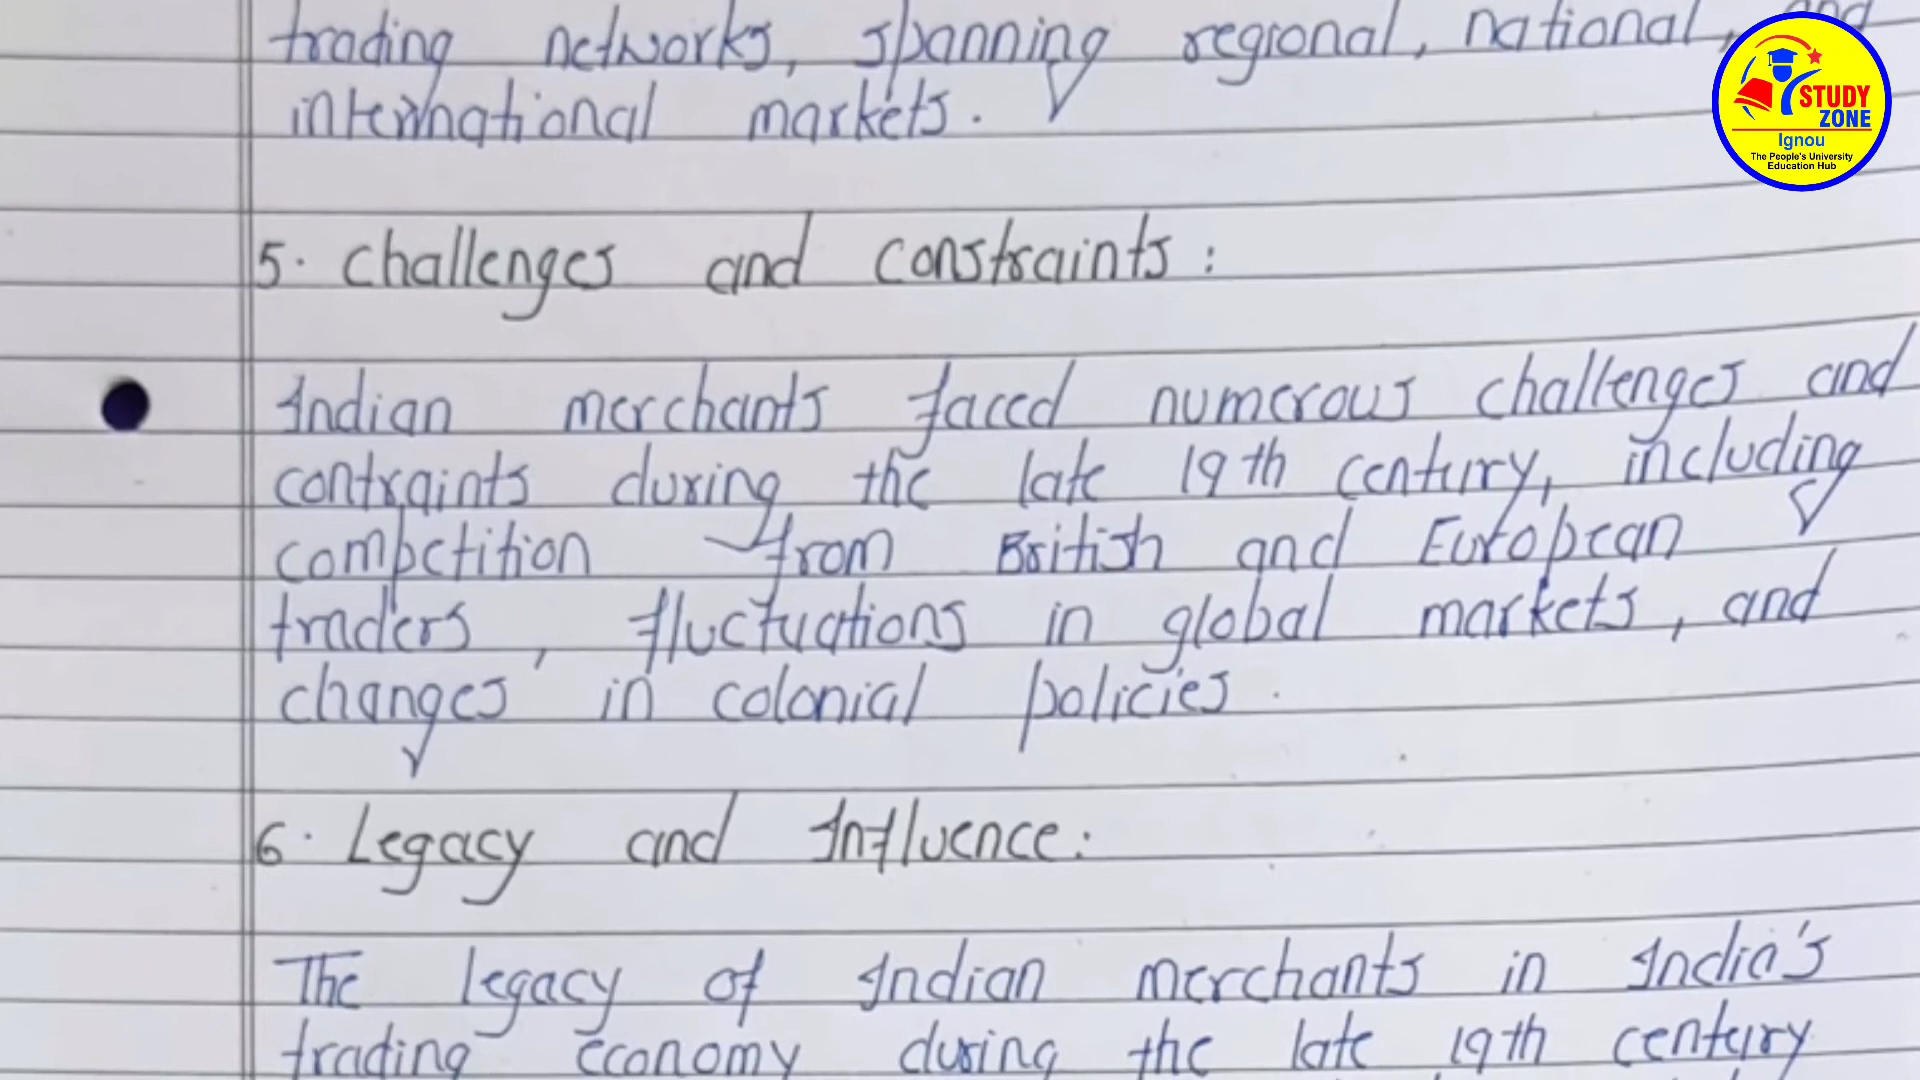 trading networks, spanning regional, national, and
international markets.
5. Challenges and constraints:
Indian merchants faced numerous challenges and
contraints during the late 19th century, including
competition from British and European
traders, fluctuations in global markets, and
changes in colonial policies.
6. Legacy and Influence:
The legacy of Indian merchants in India's
trading economy during the late 19th century
STUDY
ZONE
Ignou
The People's University
Education Hub